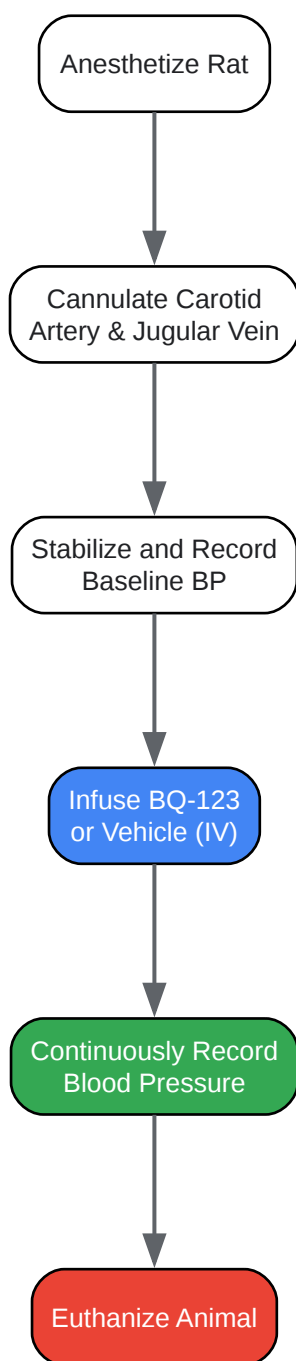 Anesthetize Rat
Cannulate Carotid
Artery & Jugular Vein
Stabilize and Record
Baseline BP
Infuse BQ-123
or Vehicle (IV)
Continuously Record
Blood Pressure
Euthanize Animal